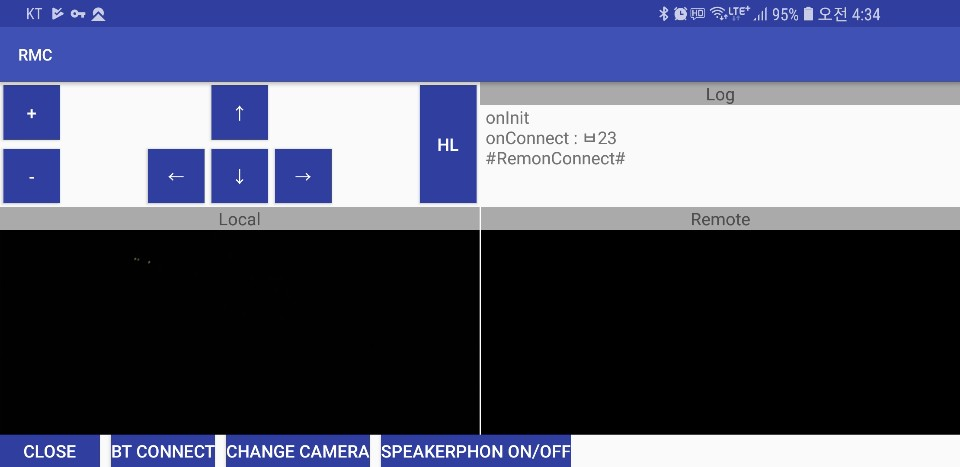 KT LTE+ 95% 오전 4:34
RMC
+ ↑ HL
- ← ↓ →
Log
onInit
onConnect : ㅂ23
#RemonConnect#
Local Remote
CLOSE BT CONNECT CHANGE CAMERA SPEAKERPHON ON/OFF